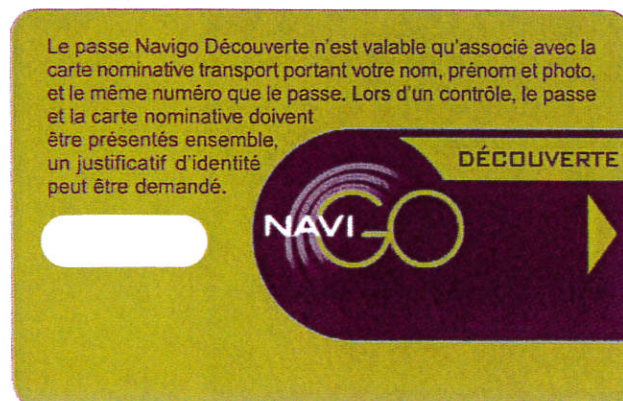 Le passe Navigo Découverte n'est valable qu'associé avec la
carte nominative transport portant votre nom, prénom et photo,
et le même numéro que le passe. Lors d'un contrôle, le passe
et la carte nominative doivent
être présentés ensemble,
un justificatif d'identité
peut être demandé.
DÉCOUVERTE
NAVIGO